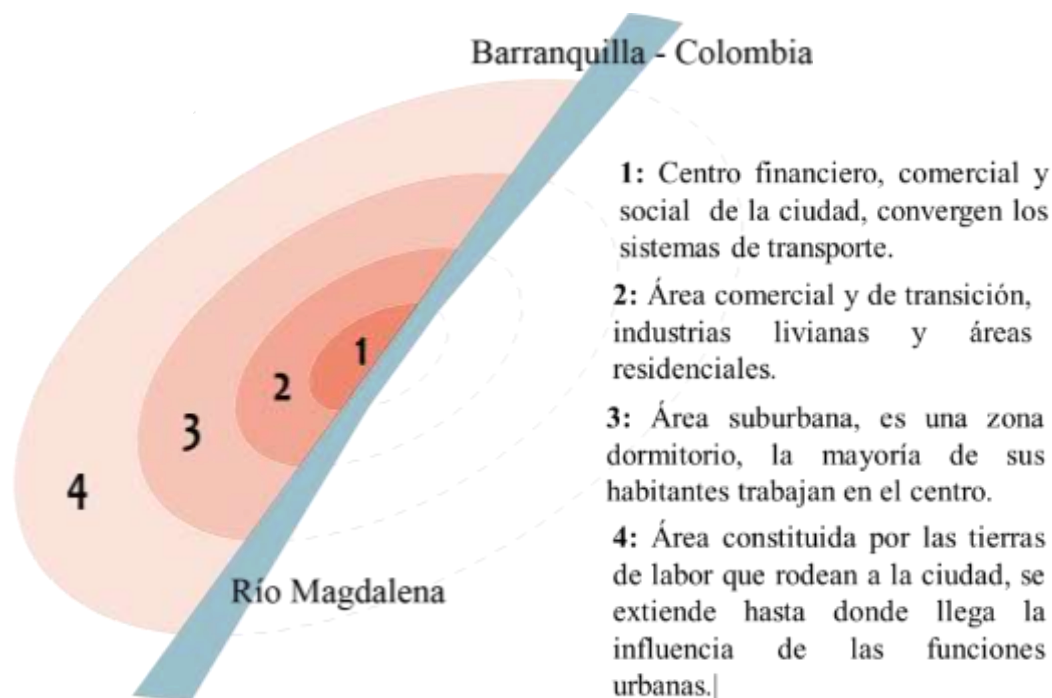 Barranquilla - Colombia
1: Centro financiero, comercial y
social de la ciudad, convergen los
sistemas de transporte.
2: Área comercial y de transición,
industrias livianas y áreas
residenciales.
3: Área suburbana, es una zona
dormitorio, la mayoría de sus
habitantes trabajan en el centro.
4: Área constituida por las tierras
de labor que rodean a la ciudad, se
extiende hasta donde llega la
influencia de las funciones
urbanas.
1
2
3
4
Río Magdalena